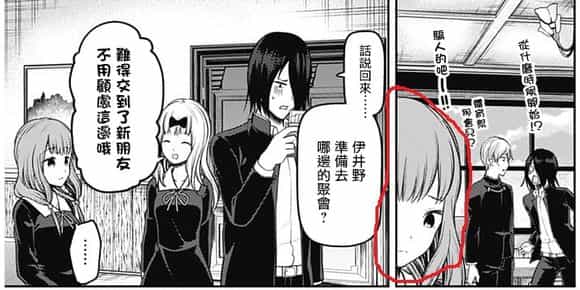 從什麼時候開始!?
騙人的吧——!!
話說回來……
伊井野
準備去
哪邊的聚會?
難得交到了新朋友
不用顧慮這邊哦
……